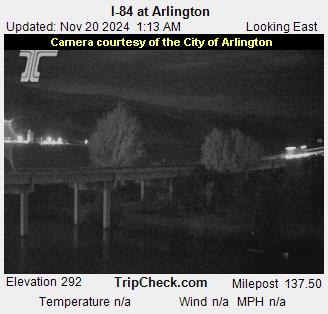 I-84 at Arlington
Updated: Nov 20 2024 1:13 AM Looking East
Camera courtesy of the City of Arlington
Elevation 292 TripCheck.com Milepost 137.50
Temperature n/a Wind n/a MPH n/a